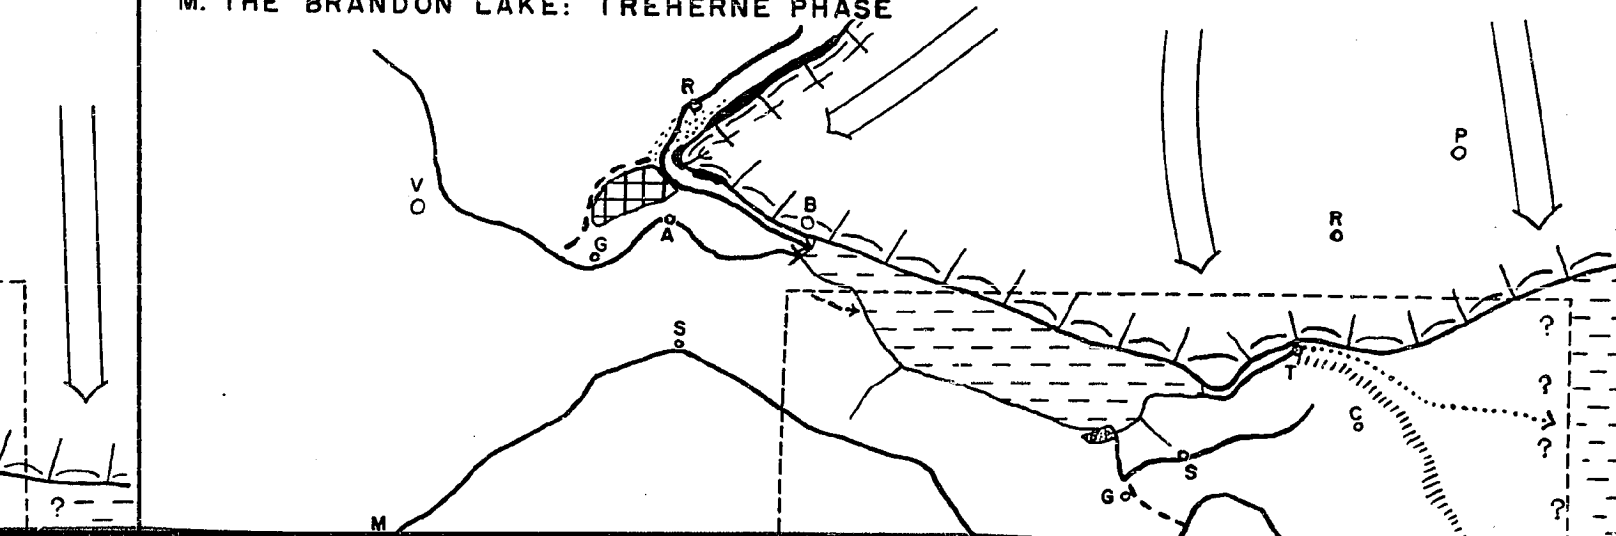 M. THE BRANDON LAKE: TREHERNE PHASE
R
P
V
B
R
A
G
S
?
T
?
C
?
S
G
?
?
M